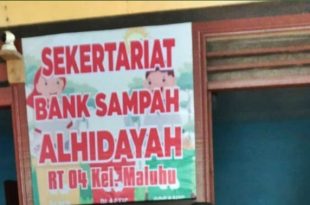 SEKERTARIAT
BANK SAMPAH
ALHIDAYAH
RT 04 Kel. Maluhu